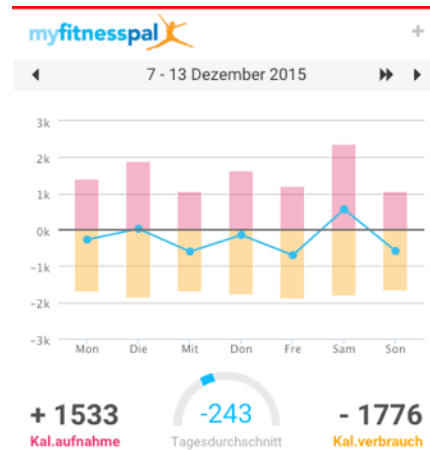 myfitnesspal
+
7 - 13 Dezember 2015
3k
2k
1k
0k
-1k
-2k
-3k
Mon Die Mit Don Fre Sam Son
+ 1533 -243 - 1776
Kal.aufnahme Tagesdurchschnitt Kal.verbrauch